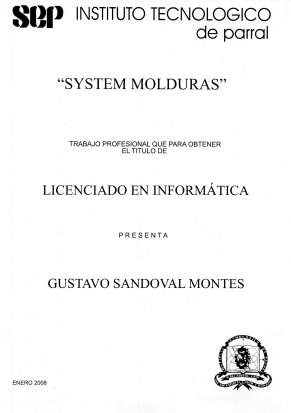 SEP INSTITUTO TECNOLOGICO
de parral
“SYSTEM MOLDURAS”
TRABAJO PROFESIONAL QUE PARA OBTENER
EL TITULO DE
LICENCIADO EN INFORMÁTICA
PRESENTA
GUSTAVO SANDOVAL MONTES
ENERO 2008